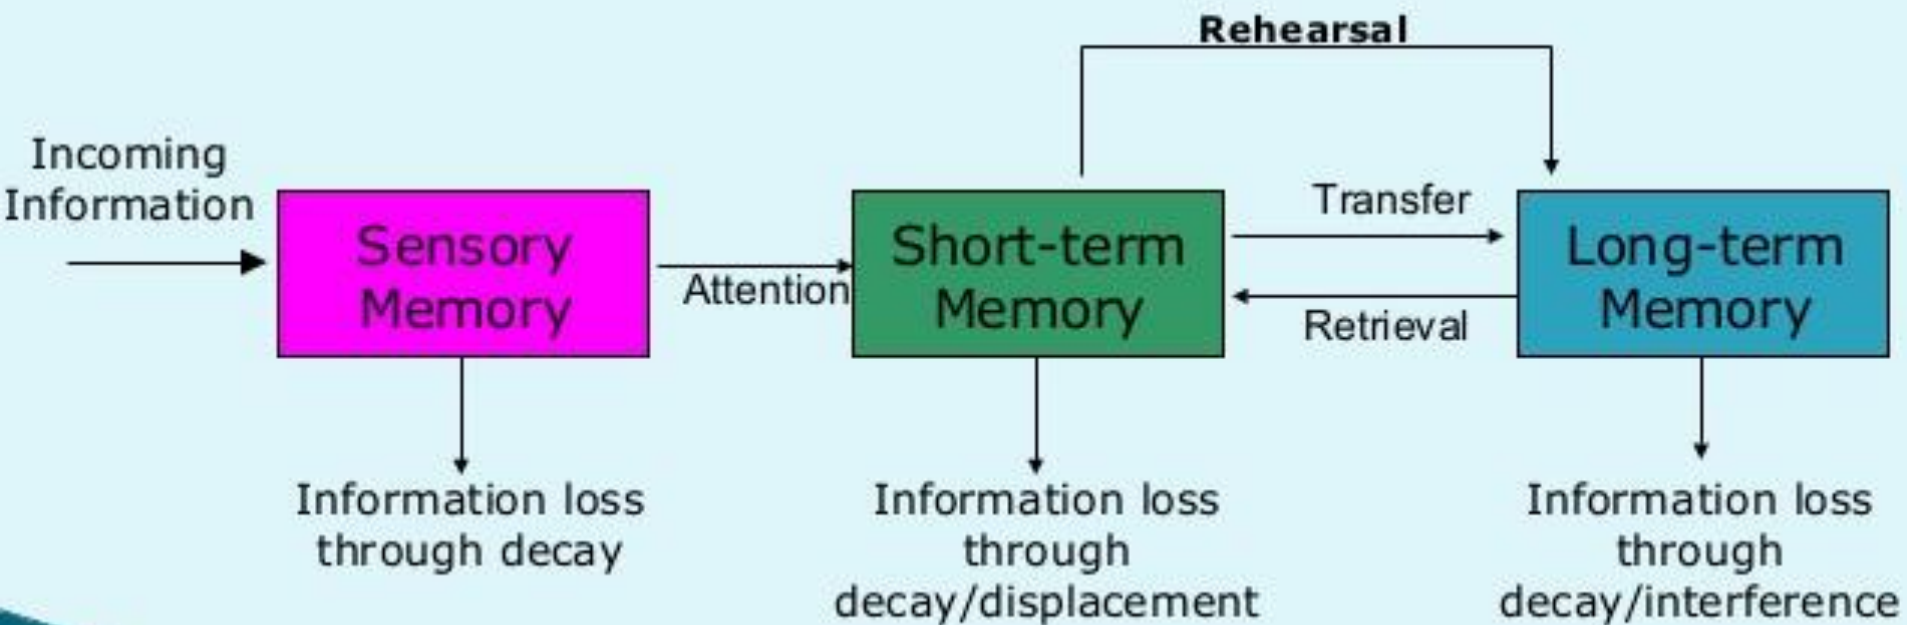 Rehearsal
Incoming
Information
Sensory
Memory
Attention
Short-term
Memory
Transfer
Retrieval
Long-term
Memory
Information loss
through decay
Information loss
through
decay/displacement
Information loss
through
decay/interference